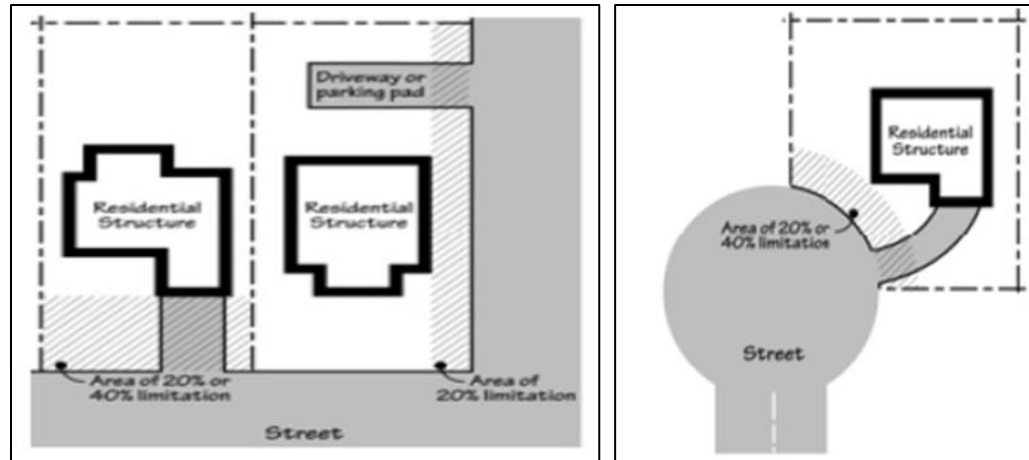 Driveway or
parking pad
Residential
Structure
Residential
Structure
Area of 20% or
40% limitation
Area of
20% limitation
Street
Residential
Structure
Area of 20% or
40% limitation
Street